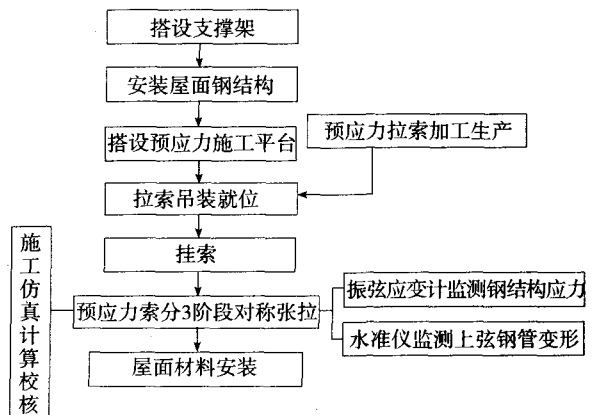 搭设支撑架
安装屋面钢结构
搭设预应力施工平台
预应力拉索加工生产
拉索吊装就位
挂索
施工仿真计算校核
预应力索分3阶段对称张拉
振弦应变计监测钢结构应力
水准仪监测上弦钢管变形
屋面材料安装